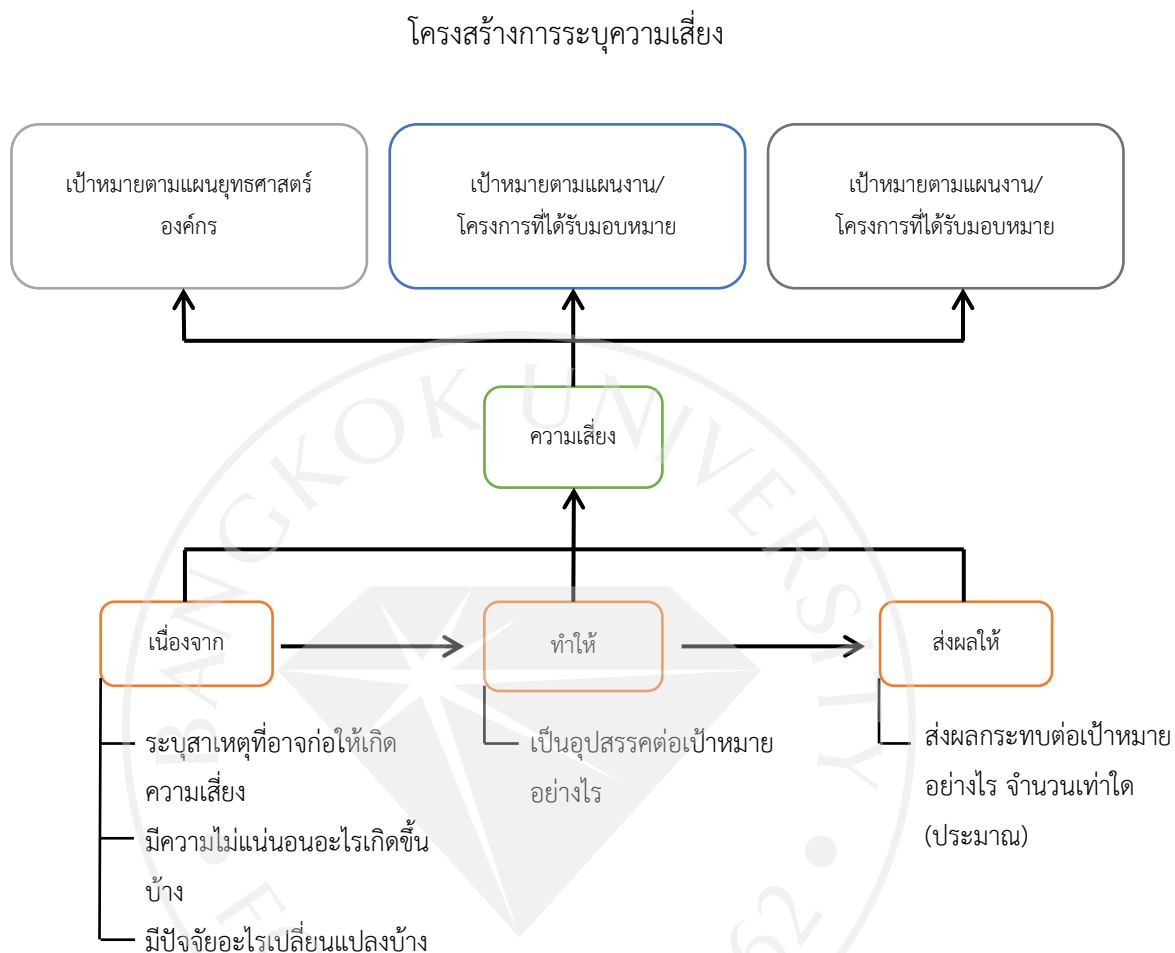 โครงสร้างการระบุความเสี่ยง
เป้าหมายตามแผนยุทธศาสตร์
องค์กร
เป้าหมายตามแผนงาน/
โครงการที่ได้รับมอบหมาย
เป้าหมายตามแผนงาน/
โครงการที่ได้รับมอบหมาย
ความเสี่ยง
เนื่องจาก
ทำให้
ส่งผลให้
ระบุสาเหตุที่อาจก่อให้เกิด
ความเสี่ยง
มีความไม่แน่นอนอะไรเกิดขึ้น
บ้าง
มีปัจจัยอะไรเปลี่ยนแปลงบ้าง
เป็นอุปสรรคต่อเป้าหมาย
อย่างไร
ส่งผลกระทบต่อเป้าหมาย
อย่างไร จำนวนเท่าใด
(ประมาณ)
BANGKOK UNIVERSITY